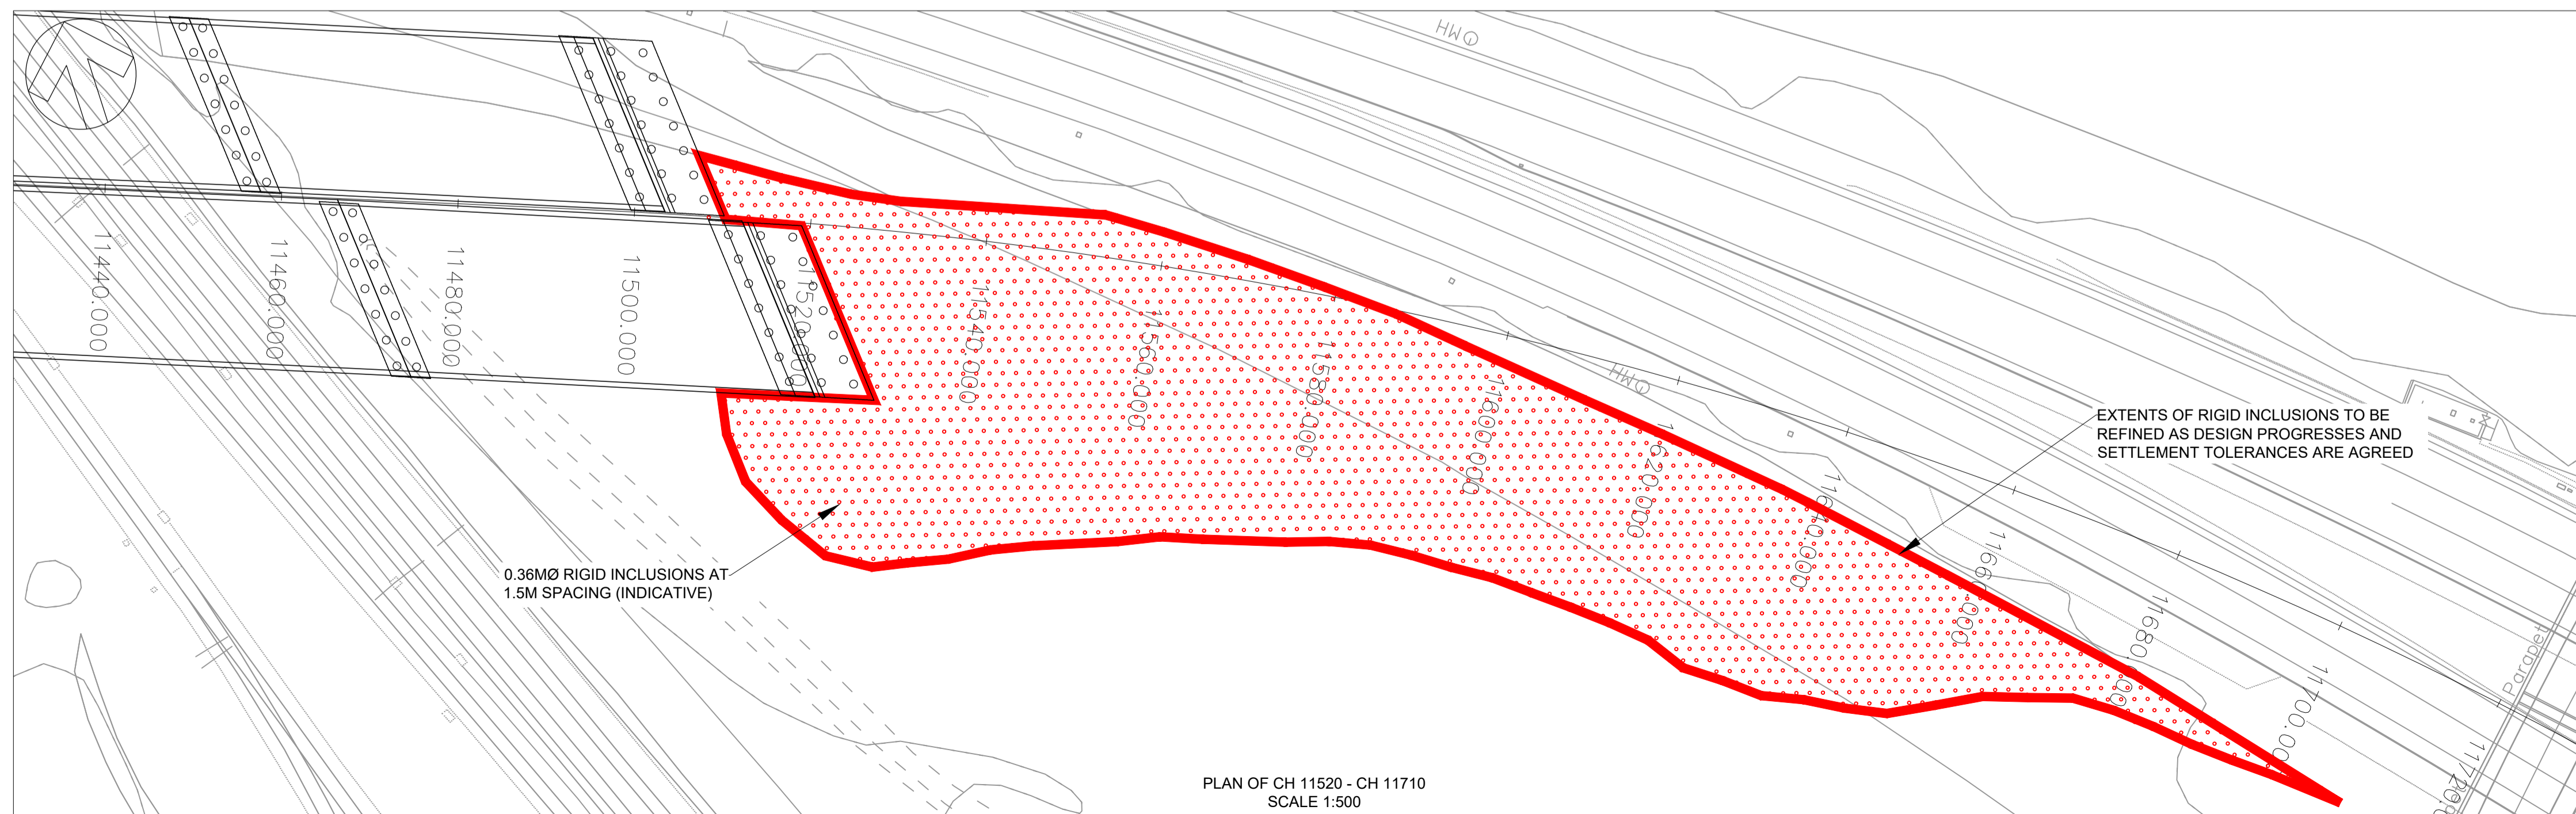 MH
11440.000
11460.000
11480.000
11500.000
11520.000
11540.000
11560.000
11580.000
11600.000
MH
11620.000
11640.000
11660.000
11680.000
EXTENTS OF RIGID INCLUSIONS TO BE
REFINED AS DESIGN PROGRESSES AND
SETTLEMENT TOLERANCES ARE AGREED
0.36MØ RIGID INCLUSIONS AT
1.5M SPACING (INDICATIVE)
Parapet
PLAN OF CH 11520 - CH 11710
SCALE 1:500